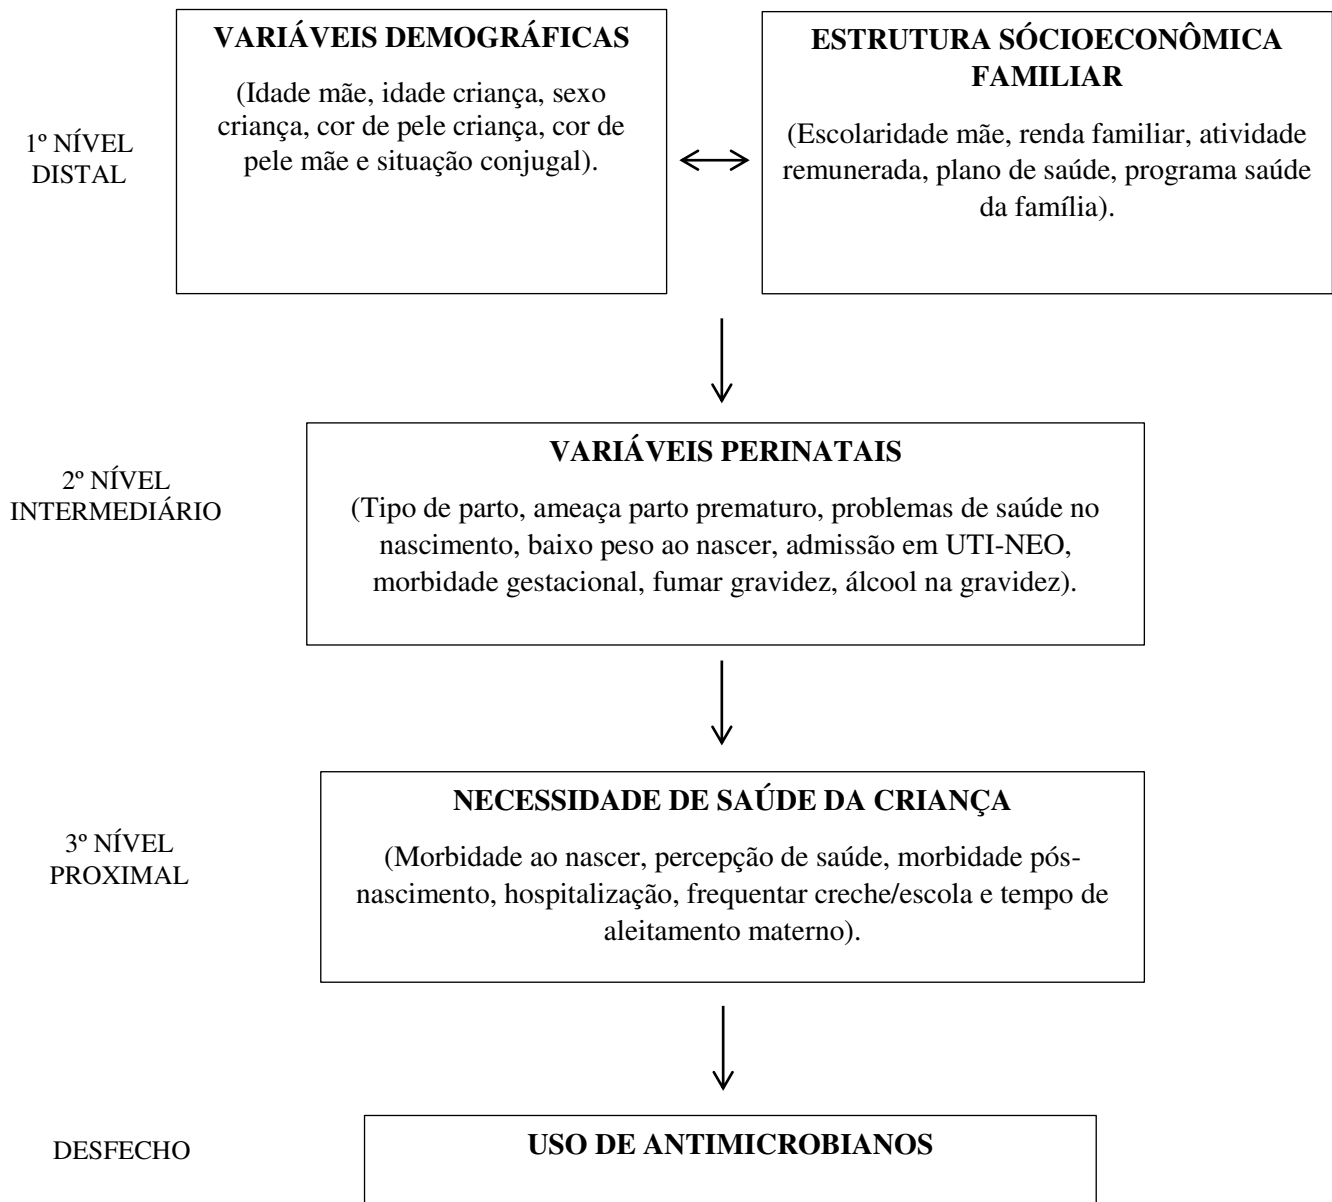 VARIÁVEIS DEMOGRÁFICAS
(Idade mãe, idade criança, sexo
criança, cor de pele criança, cor de
pele mãe e situação conjugal).
ESTRUTURA SÓCIOECONÔMICA
FAMILIAR
(Escolaridade mãe, renda familiar, atividade
remunerada, plano de saúde, programa saúde
da família).
1º NÍVEL
DISTAL
VARIÁVEIS PERINATAIS
(Tipo de parto, ameaça parto prematuro, problemas de saúde no
nascimento, baixo peso ao nascer, admissão em UTI-NEO,
morbidade gestacional, fumar gravidez, álcool na gravidez).
2º NÍVEL
INTERMEDIÁRIO
NECESSIDADE DE SAÚDE DA CRIANÇA
(Morbidade ao nascer, percepção de saúde, morbidade pós-
nascimento, hospitalização, frequentar creche/escola e tempo de
aleitamento materno).
3º NÍVEL
PROXIMAL
DESFECHO
USO DE ANTIMICROBIANOS